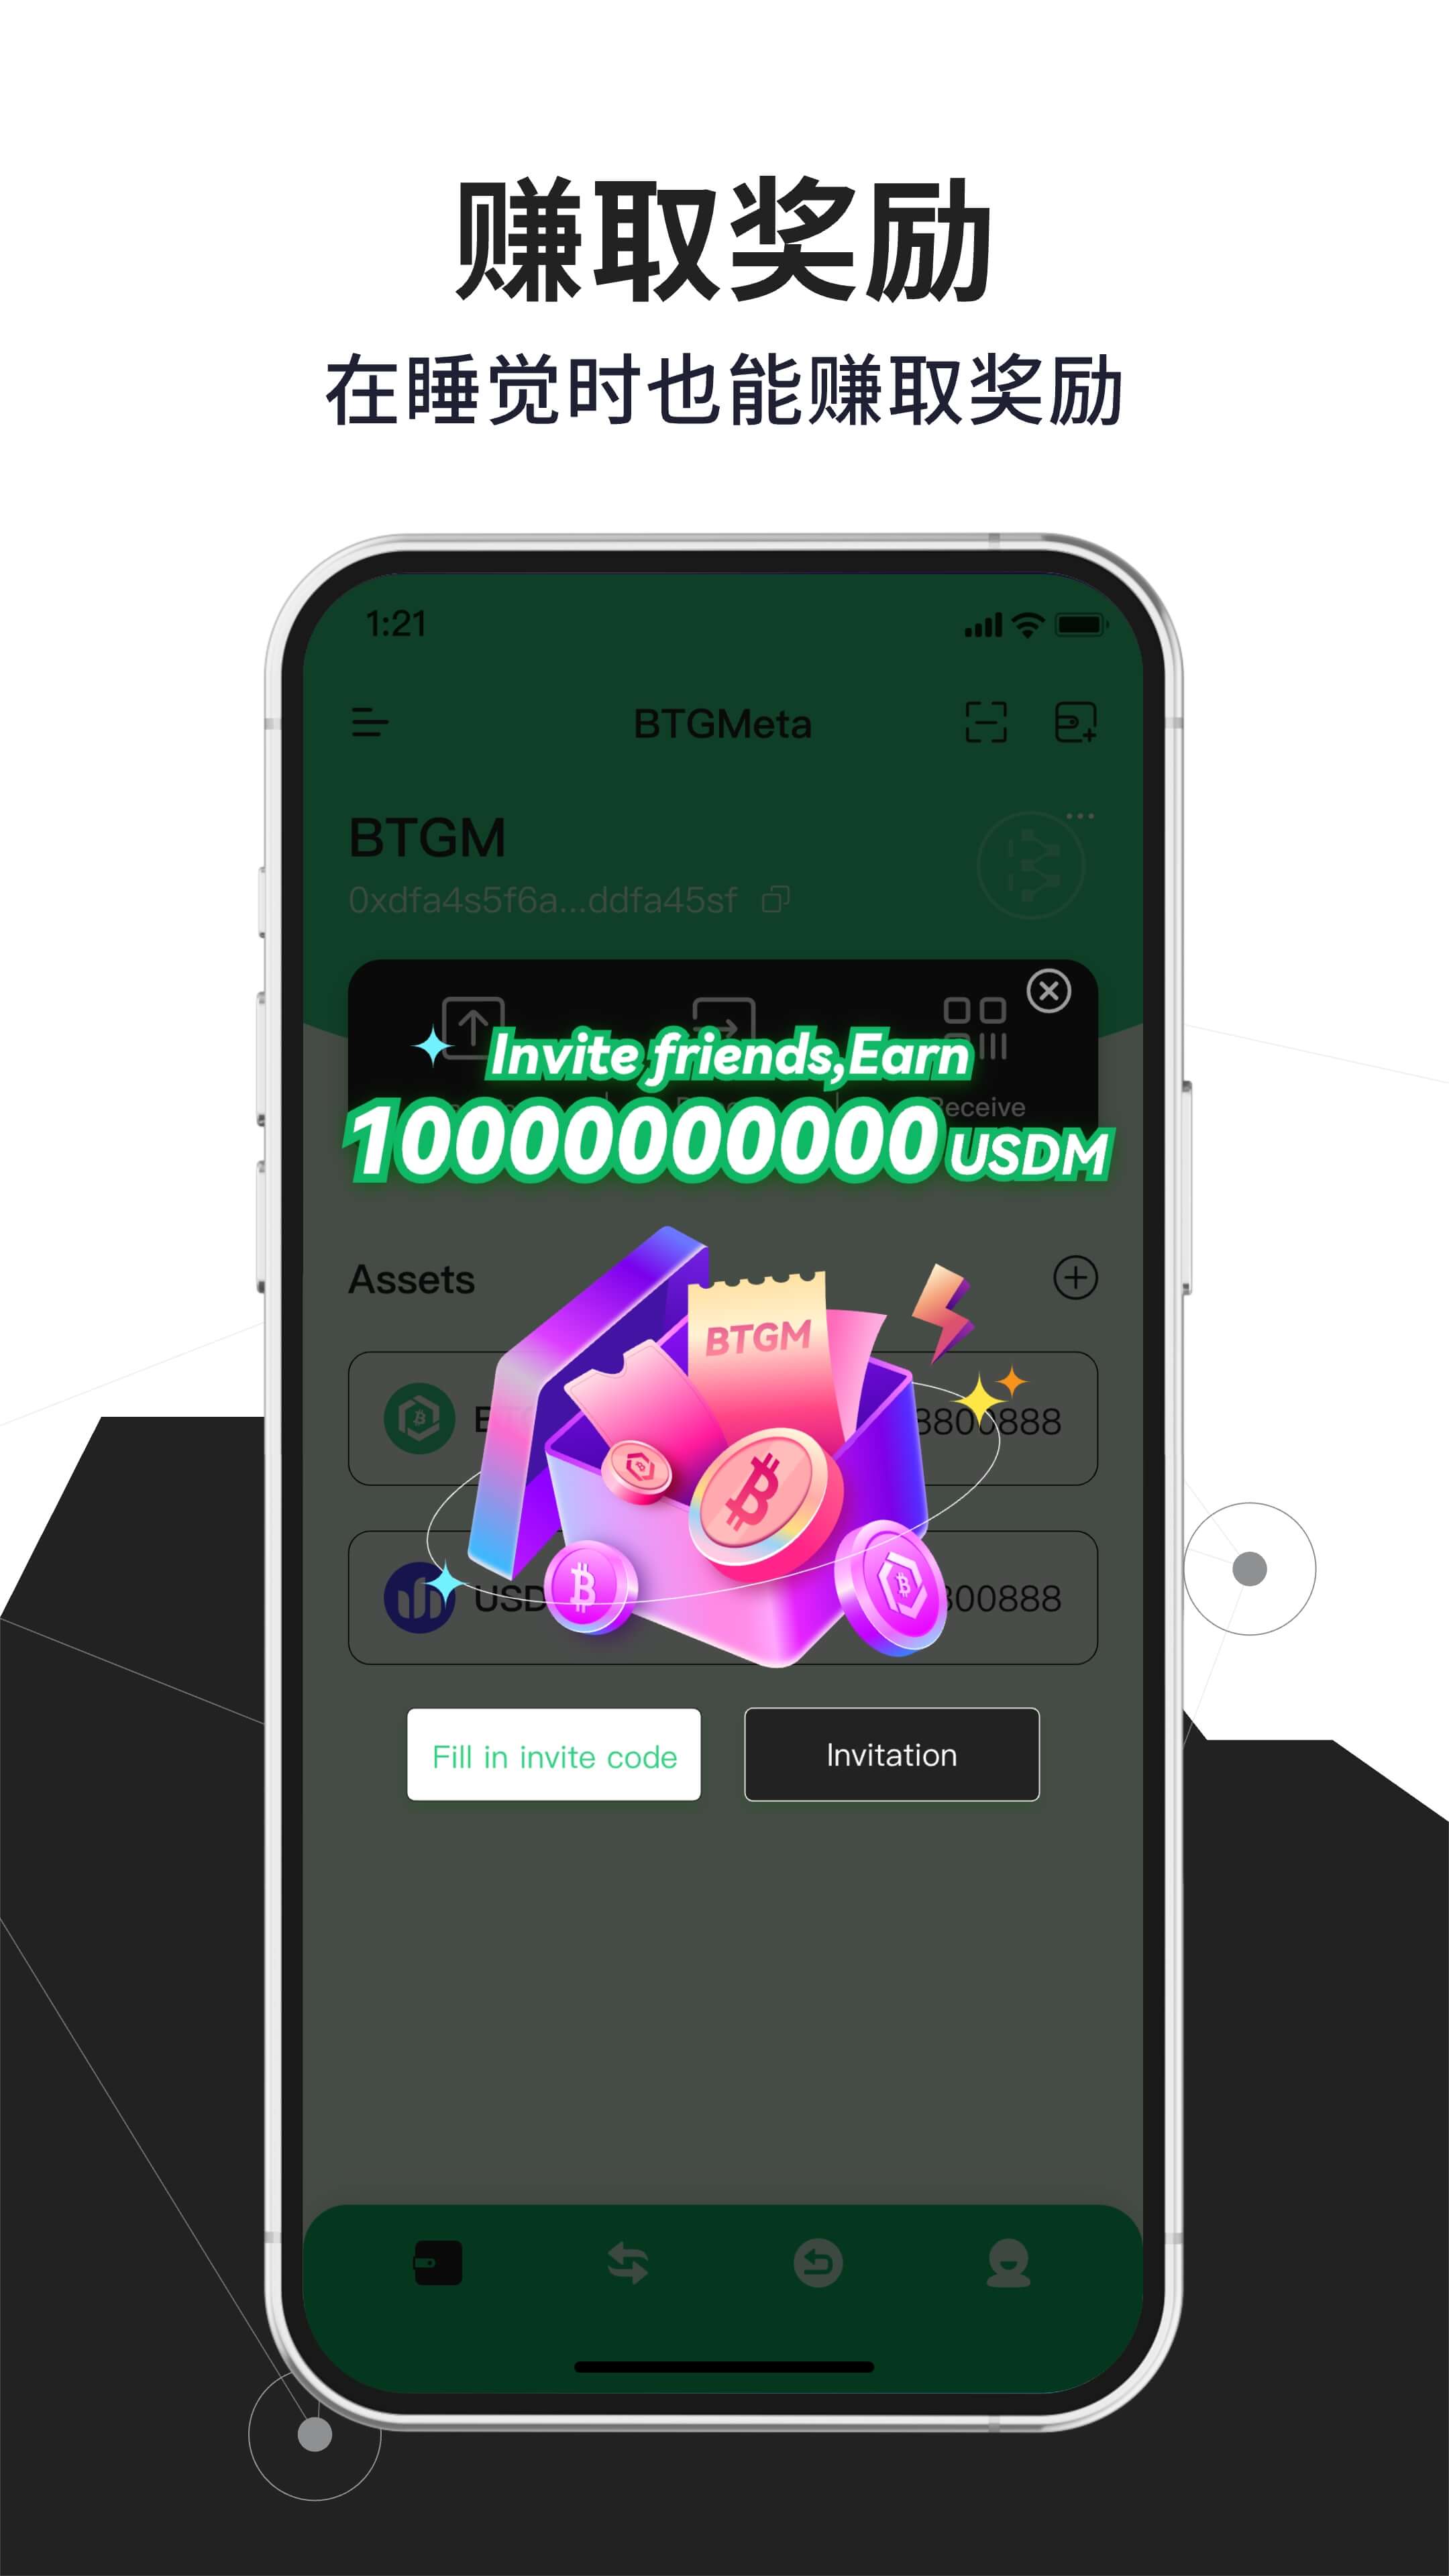 赚取奖励
在睡觉时也能赚取奖励
1:21
BTGMeta
BTGM
0xdfa4s5f6a...ddfa45sf
Invite friends,Earn
Receive
100000000000 USDM
Assets
BTGM
8800888
USD
800888
Fill in invite code
Invitation